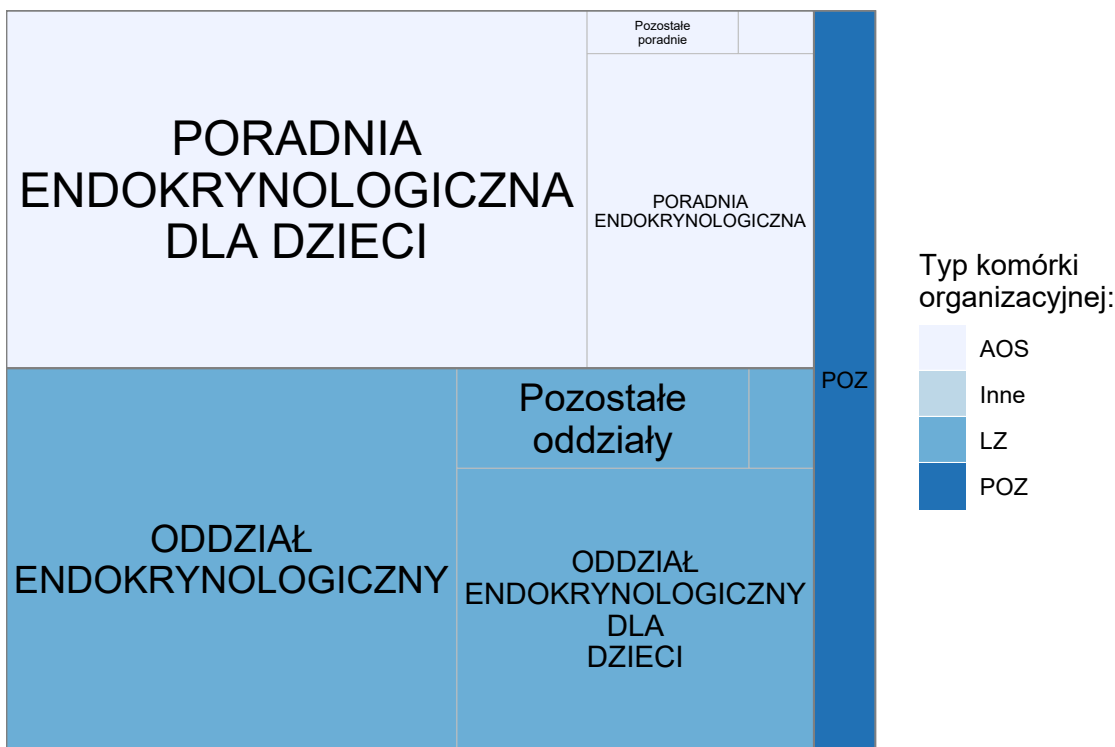 Pozostałe
poradnie
PORADNIA
ENDOKRYNOLOGICZNA
DLA DZIECI
PORADNIA
ENDOKRYNOLOGICZNA
POZ
Pozostałe
oddziały
ODDZIAŁ
ENDOKRYNOLOGICZNY
ODDZIAŁ
ENDOKRYNOLOGICZNY
DLA
DZIECI
Typ komórki
organizacyjnej:
AOS
Inne
LZ
POZ